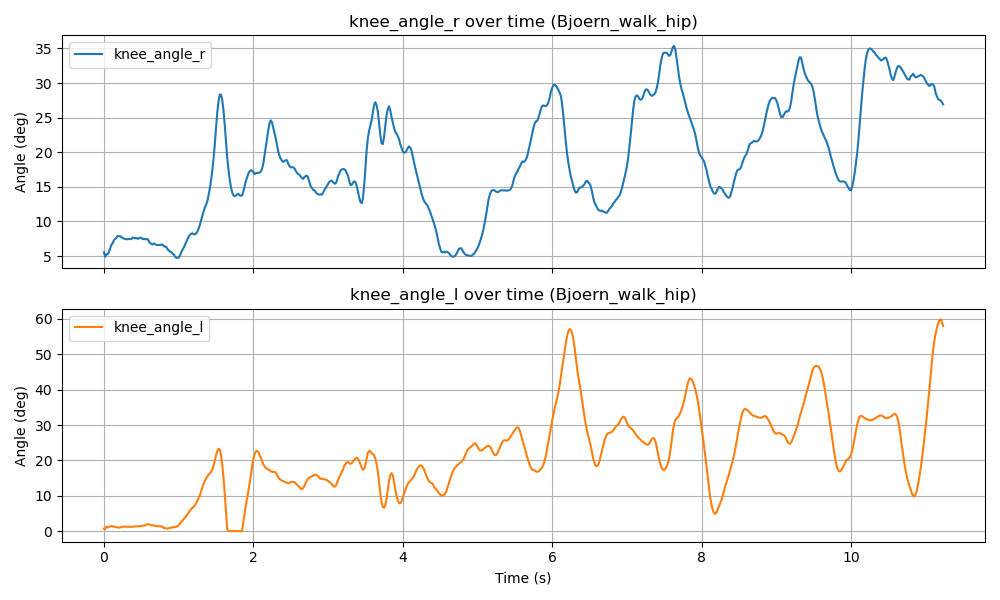 knee_angle_r over time (Bjoern_walk_hip)
knee_angle_r
Angle (deg)
35
30
25
20
15
10
5
knee_angle_l over time (Bjoern_walk_hip)
knee_angle_l
Angle (deg)
60
50
40
30
20
10
0
0 2 4 6 8 10
Time (s)